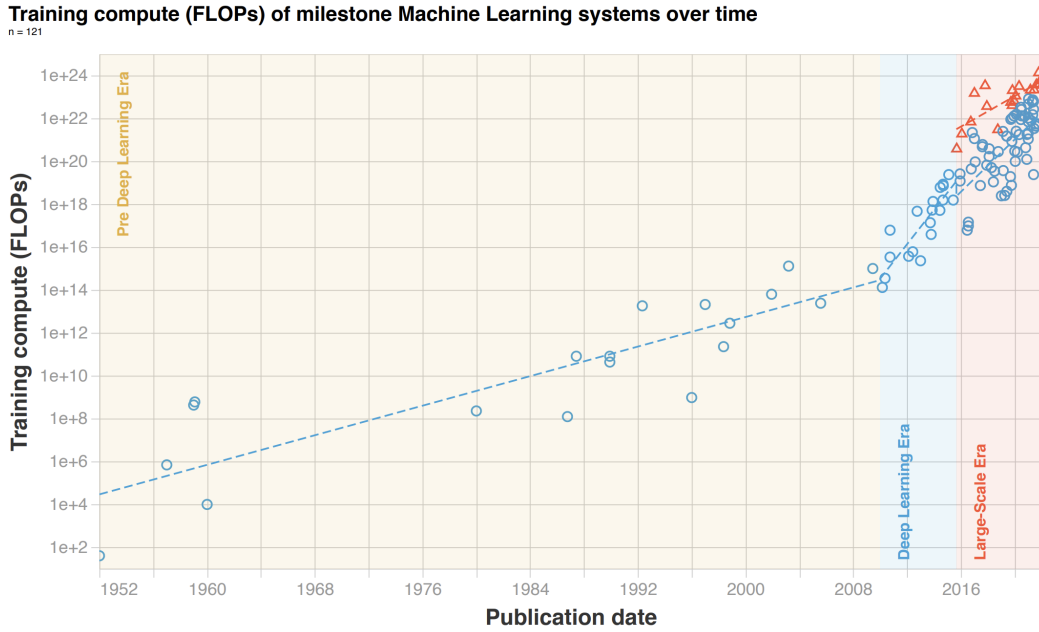 Training compute (FLOPs) of milestone Machine Learning systems over time
n = 121
Pre Deep Learning Era
Deep Learning Era
Large-Scale Era
Training compute (FLOPs)
1e+24
1e+22
1e+20
1e+18
1e+16
1e+14
1e+12
1e+10
1e+8
1e+6
1e+4
1e+2
1952 1960 1968 1976 1984 1992 2000 2008 2016
Publication date